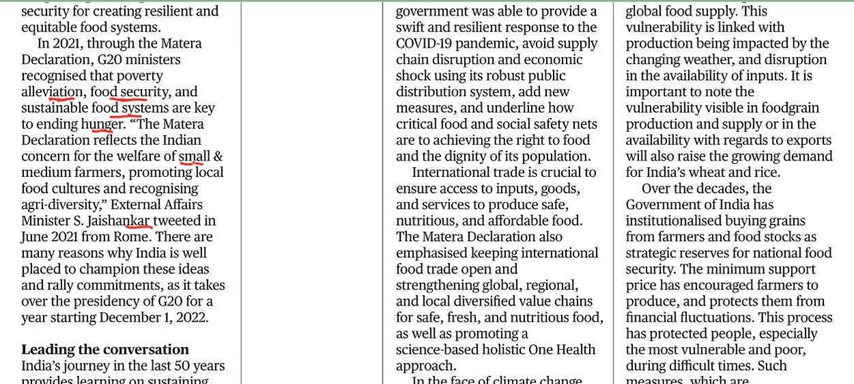 security for creating resilient and
equitable food systems.
In 2021, through the Matera
Declaration, G20 ministers
recognised that poverty
alleviation, food security, and
sustainable food systems are key
to ending hunger. “The Matera
Declaration reflects the Indian
concern for the welfare of small &
medium farmers, promoting local
food cultures and recognising
agri-diversity,” External Affairs
Minister S. Jaishankar tweeted in
June 2021 from Rome. There are
many reasons why India is well
placed to champion these ideas
and rally commitments, as it takes
over the presidency of G20 for a
year starting December 1, 2022.
Leading the conversation
India’s journey in the last 50 years
provides learning on sustaining
government was able to provide a
swift and resilient response to the
COVID-19 pandemic, avoid supply
chain disruption and economic
shock using its robust public
distribution system, add new
measures, and underline how
critical food and social safety nets
are to achieving the right to food
and the dignity of its population.
International trade is crucial to
ensure access to inputs, goods,
and services to produce safe,
nutritious, and affordable food.
The Matera Declaration also
emphasised keeping international
food trade open and
strengthening global, regional,
and local diversified value chains
for safe, fresh, and nutritious food,
as well as promoting a
science-based holistic One Health
approach.
In the face of climate change
global food supply. This
vulnerability is linked with
production being impacted by the
changing weather, and disruption
in the availability of inputs. It is
important to note the
vulnerability visible in foodgrain
production and supply or in the
availability with regards to exports
will also raise the growing demand
for India’s wheat and rice.
Over the decades, the
Government of India has
institutionalised buying grains
from farmers and food stocks as
strategic reserves for national food
security. The minimum support
price has encouraged farmers to
produce, and protects them from
financial fluctuations. This process
has protected people, especially
the most vulnerable and poor,
during difficult times. Such
measures, which are